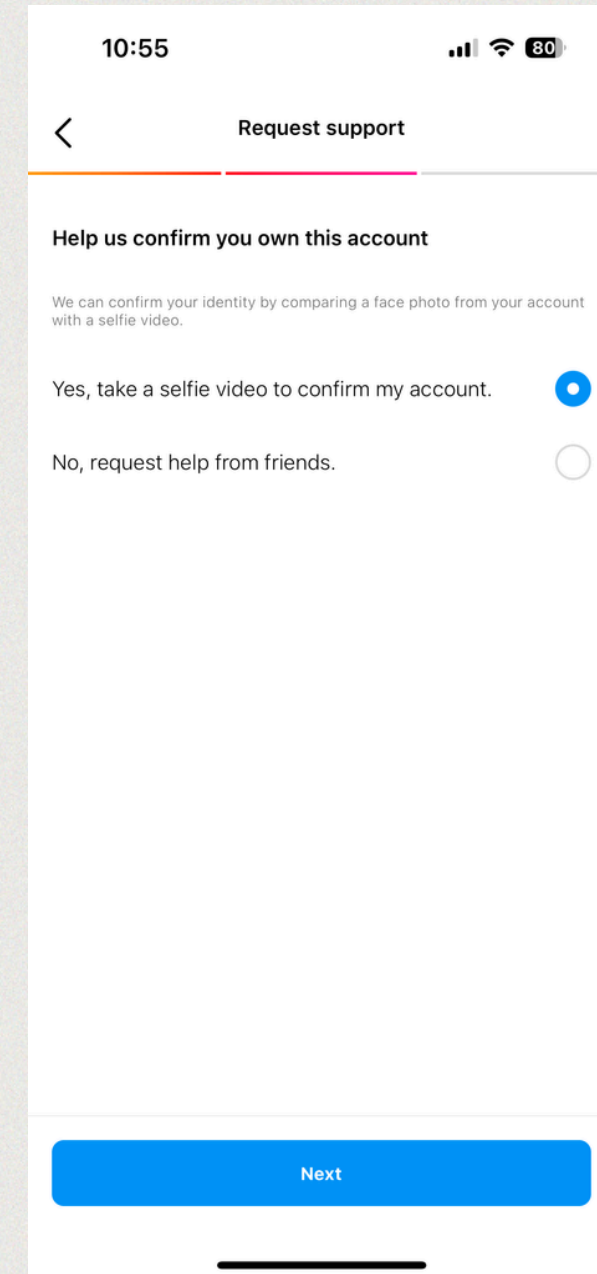 10:55
80
Request support
Help us confirm you own this account
We can confirm your identity by comparing a face photo from your account
with a selfie video.
Yes, take a selfie video to confirm my account.
No, request help from friends.
Next